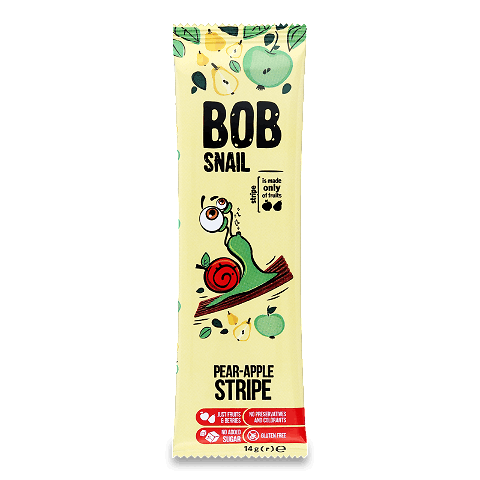 BOB
SNAIL
stripe
is made
only
of fruits
PEAR-APPLE
STRIPE
JUST FRUITS
& BERRIES
NO PRESERVATIVES
AND COLORANTS
NO ADDED
SUGAR
GLUTEN FREE
14 g (г) e